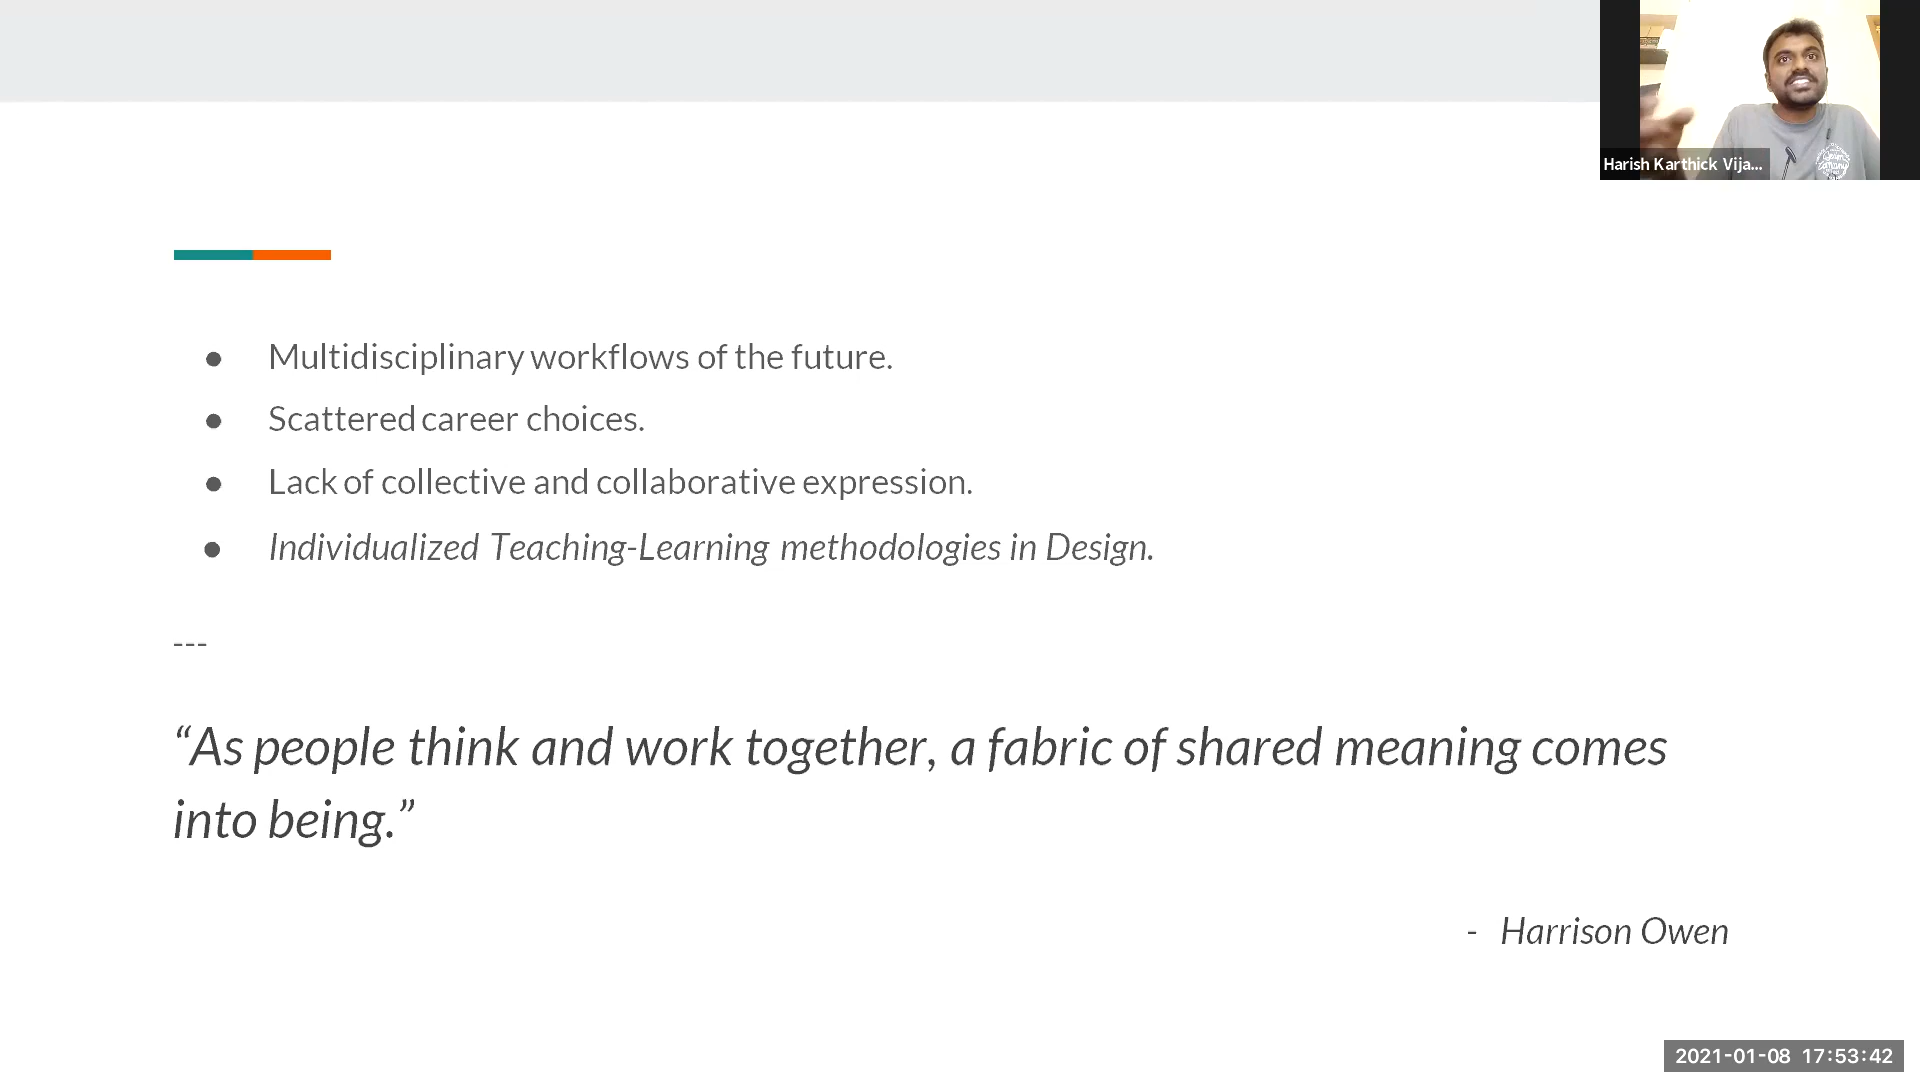 Harish Karthick Vija...
● Multidisciplinary workflows of the future.
● Scattered career choices.
● Lack of collective and collaborative expression.
● Individualized Teaching-Learning methodologies in Design.
---
“As people think and work together, a fabric of shared meaning comes
into being.”
- Harrison Owen
2021-01-08 17:53:42